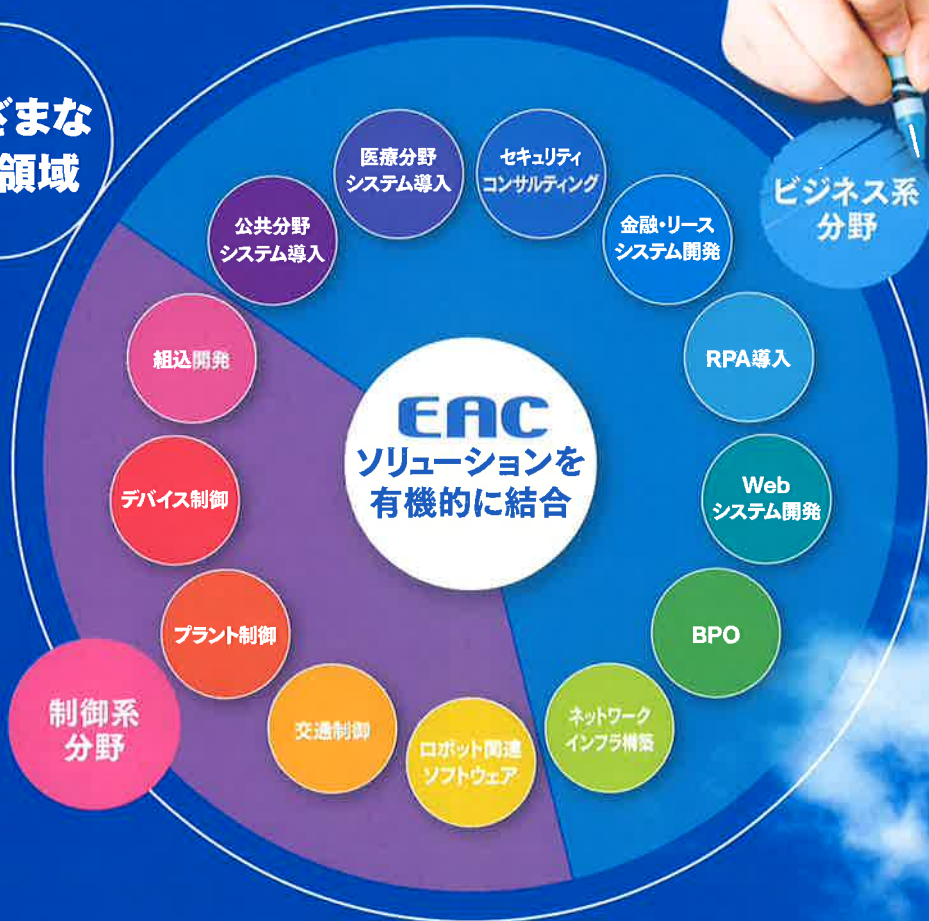 ざまな
領域
医療分野
システム導入
セキュリティ
コンサルティング
公共分野
システム導入
金融・リース
システム開発
ビジネス系
分野
組込開発
RPA導入
EAC
ソリューションを
有機的に結合
デバイス制御
Web
システム開発
プラント制御
BPO
制御系
分野
交通制御
ロボット関連
ソフトウェア
ネットワーク
インフラ構築